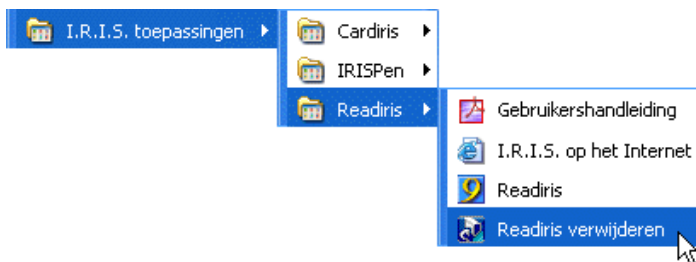 I.R.I.S. toepassingen
Cardiris
IRISPen
Readiris
Gebruikershandleiding
I.R.I.S. op het Internet
Readiris
Readiris verwijderen